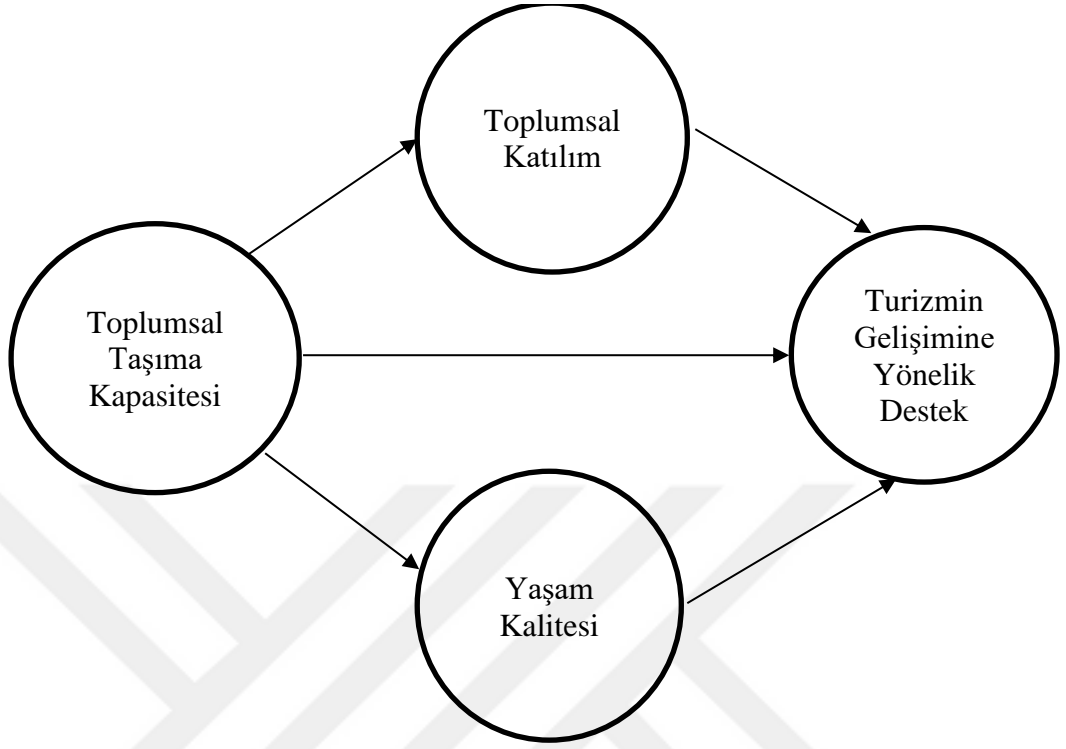 Toplumsal
Katılım
Toplumsal
Taşıma
Kapasitesi
Turizmin
Gelişimine
Yönelik
Destek
Yaşam
Kalitesi